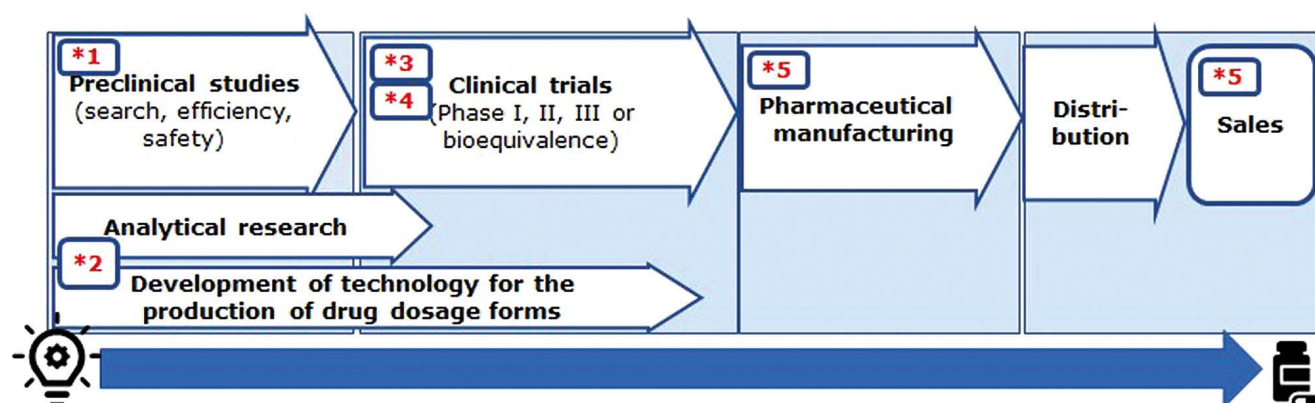 *1
Preclinical studies
(search, efficiency,
safety)
*3
*4
Clinical trials
(Phase I, II, III or
bioequivalence)
*5
Pharmaceutical
manufacturing
Distri-
bution
*5
Sales
Analytical research
*2
Development of technology for the
production of drug dosage forms